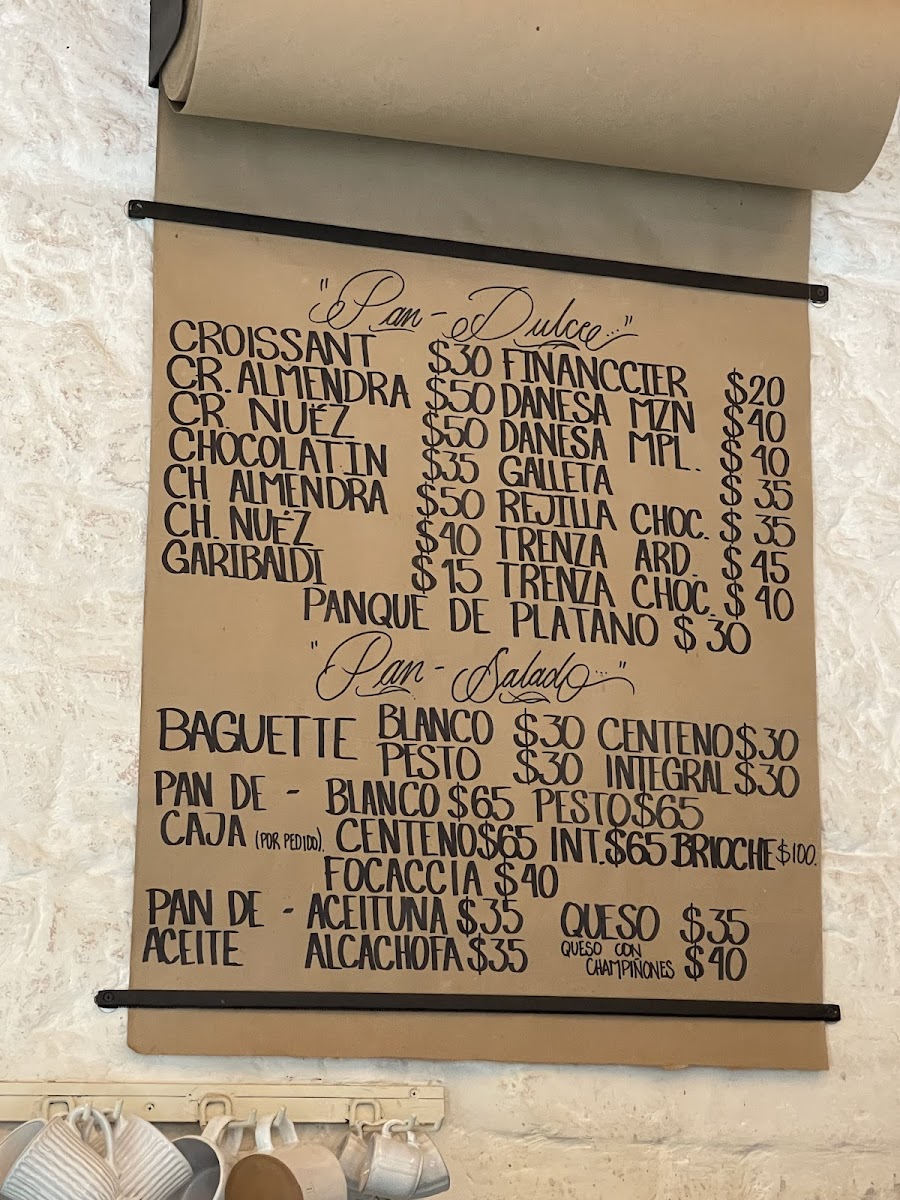 "Pan - Dulce..."
CROISSANT $30 FINANCCIER $20
CR. ALMENDRA $50 DANESA MZN $40
CR. NUÉZ $50 DANESA MPL. $40
CHOCOLATIN $35 GALLETA $35
CH ALMENDRA $50 REJILLA CHOC. $35
CH. NUÉZ $40 TRENZA ARD. $45
GARIBALDI $15 TRENZA CHOC. $40
PANQUE DE PLATANO $30
"Pan - Salado..."
BAGUETTE BLANCO $30 CENTENO $30
PESTO $30 INTEGRAL $30
PAN DE - BLANCO $65 PESTO $65
CAJA (POR PEDIDO). CENTENO $65 INT. $65 BRIOCHE $100.
FOCACCIA $40
PAN DE - ACEITUNA $35 QUESO $35
ACEITE ALCACHOFA $35 QUESO CON CHAMPIÑONES $40